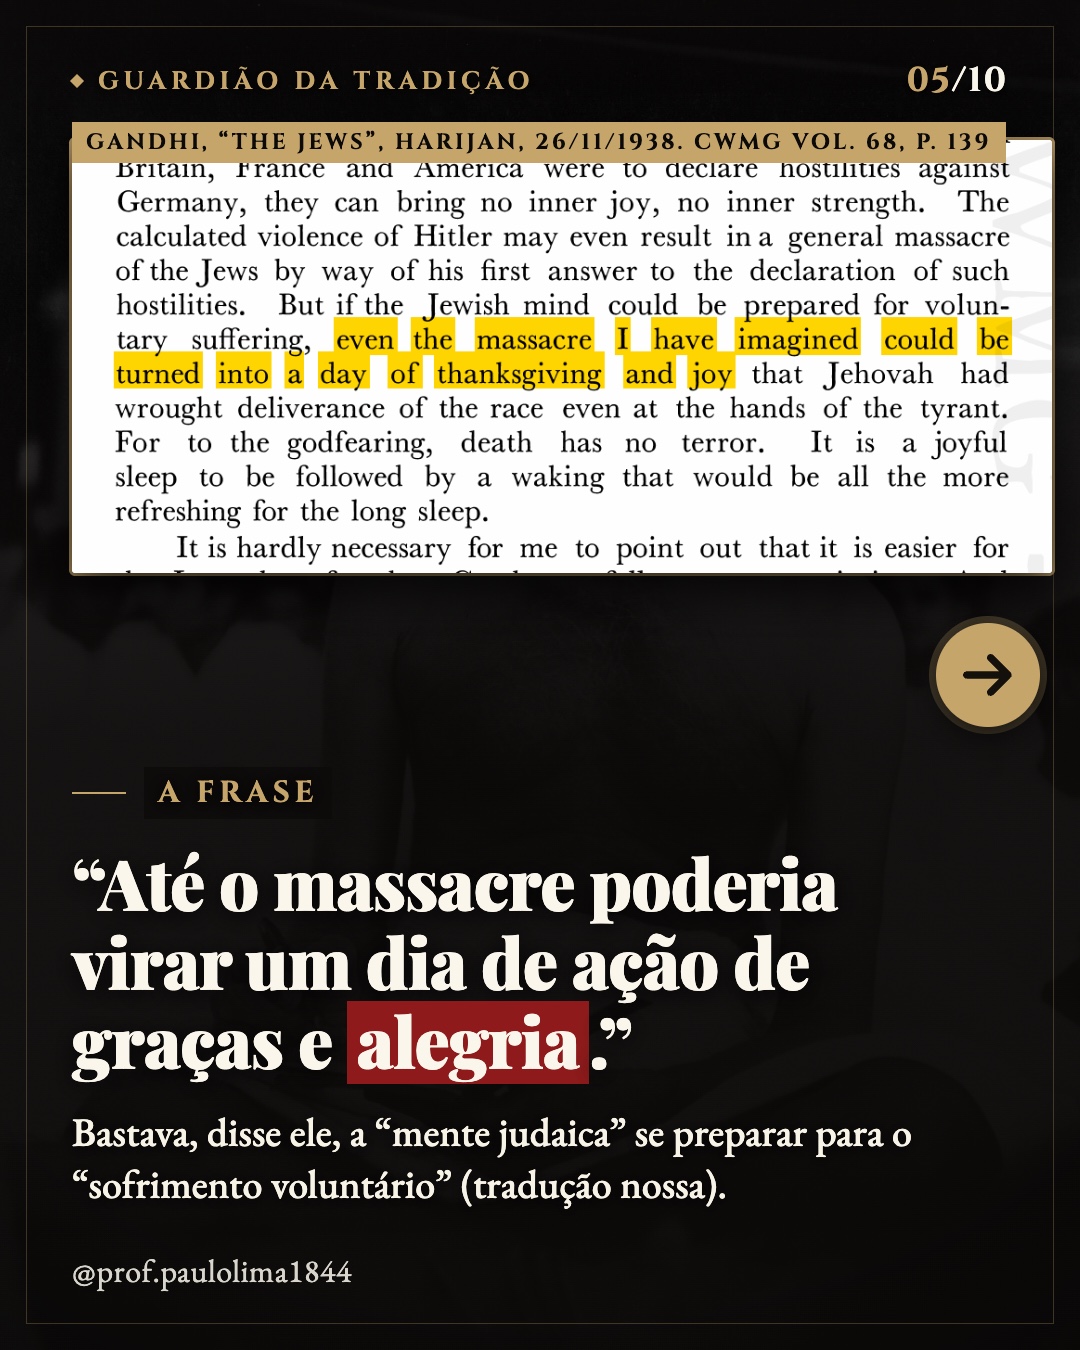 ◆ GUARDIÃO DA TRADIÇÃO
05/10
GANDHI, “THE JEWS”, HARIJAN, 26/11/1938. CWMG VOL. 68, P. 139
Britain, France and America were to declare hostilities against
Germany, they can bring no inner joy, no inner strength. The
calculated violence of Hitler may even result in a general massacre
of the Jews by way of his first answer to the declaration of such
hostilities. But if the Jewish mind could be prepared for volun-
tary suffering, even the massacre I have imagined could be
turned into a day of thanksgiving and joy that Jehovah had
wrought deliverance of the race even at the hands of the tyrant.
For to the godfearing, death has no terror. It is a joyful
sleep to be followed by a waking that would be all the more
refreshing for the long sleep.
It is hardly necessary for me to point out that it is easier for
A FRASE
“Até o massacre poderia
virar um dia de ação de
graças e alegria.”
Bastava, disse ele, a “mente judaica” se preparar para o
“sofrimento voluntário” (tradução nossa).
@prof.paulolima1844